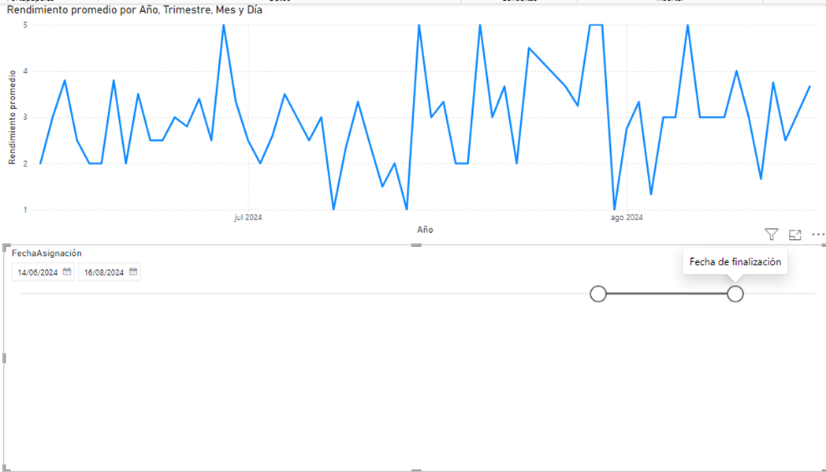 Rendimiento promedio por Año, Trimestre, Mes y Día
5
4
3
2
1
Rendimiento promedio
jul 2024
ago 2024
Año
FechaAsignación
14/06/2024 16/08/2024
Fecha de finalización